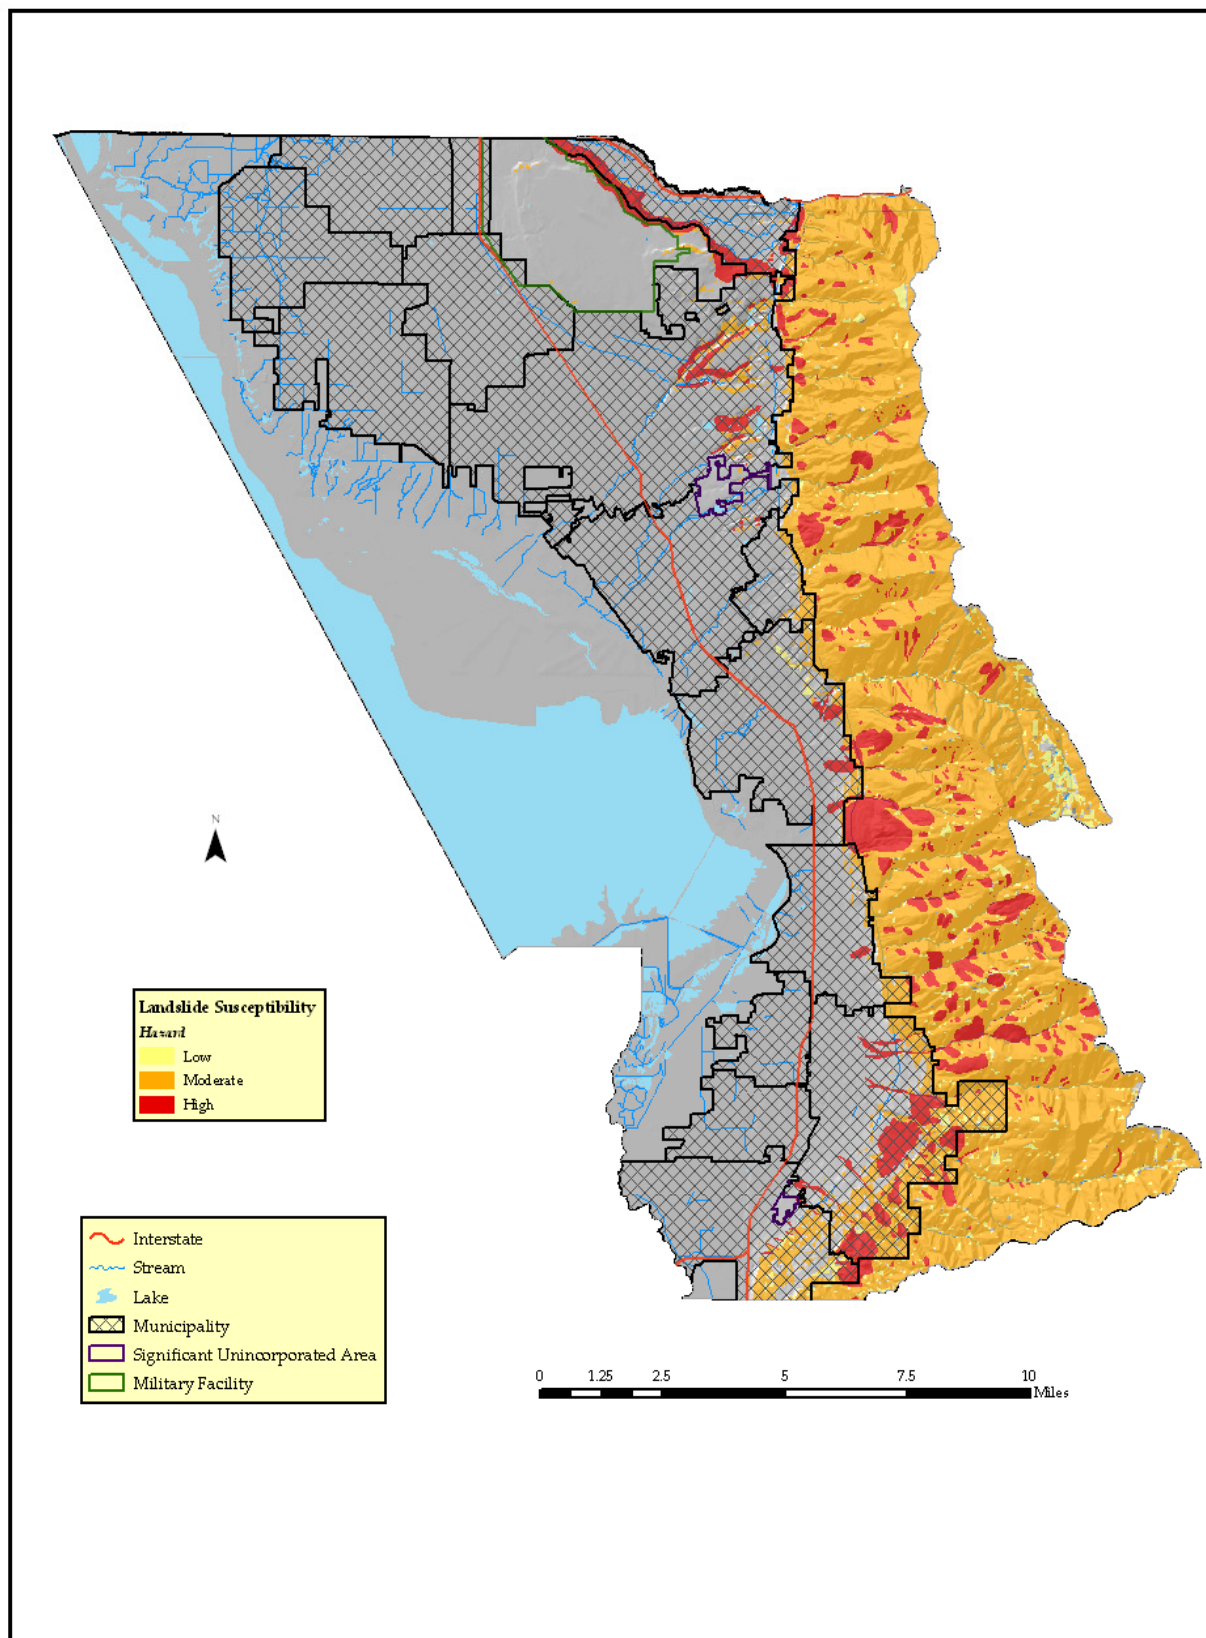 N
Landslide Susceptibility
Hazard
Low
Moderate
High
Interstate
Stream
Lake
Municipality
Significant Unincorporated Area
Military Facility
0 1.25 2.5 5 7.5 10
Miles